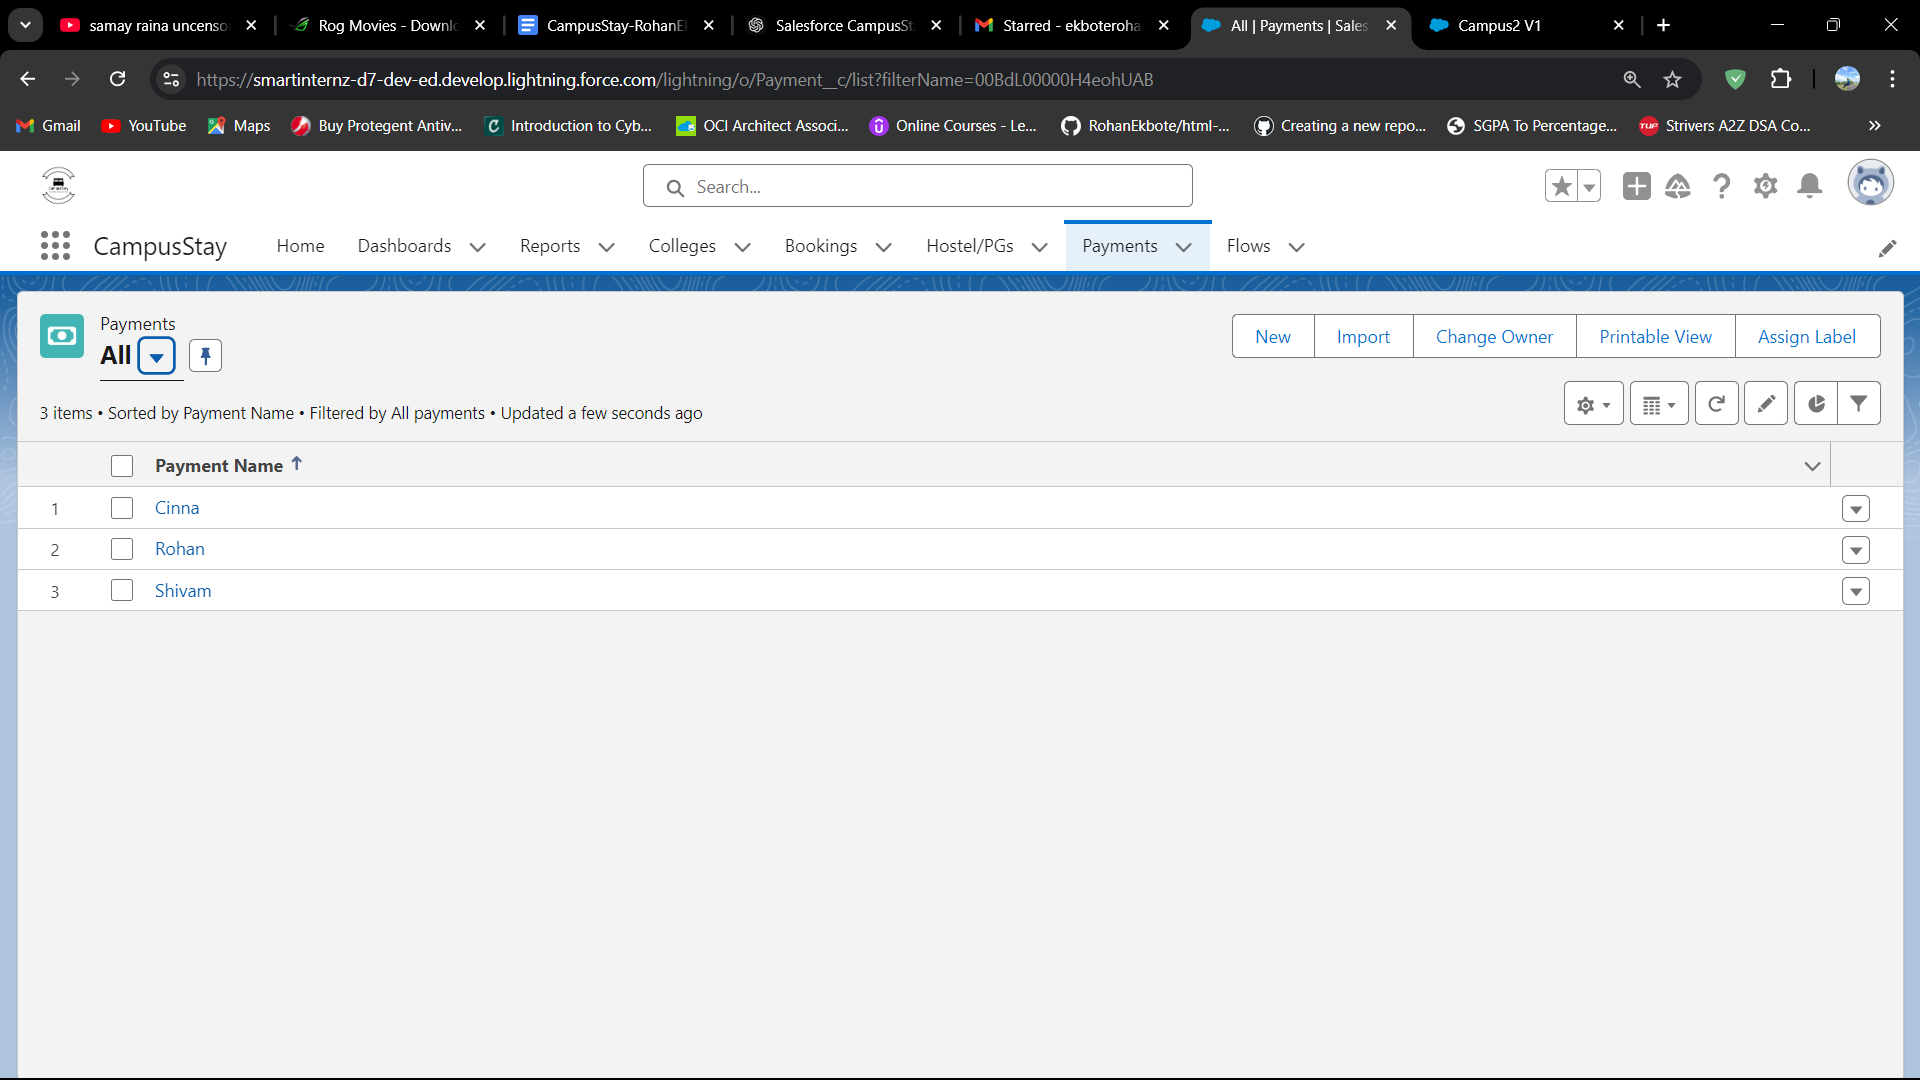 samay raina uncenso
Rog Movies - Downlo
CampusStay-RohanEk
Salesforce CampusSt
Starred - ekboteroha
All | Payments | Sales
Campus2 V1
https://smartinternz-d7-dev-ed.develop.lightning.force.com/lightning/o/Payment__c/list?filterName=00BdL00000H4eohUAB
Gmail
YouTube
Maps
Buy Protegent Antiv...
Introduction to Cyb...
OCI Architect Associ...
Online Courses - Le...
RohanEkbote/html-...
Creating a new repo...
SGPA To Percentage...
Strivers A2Z DSA Co...
Search...
CampusStay
Home
Dashboards
Reports
Colleges
Bookings
Hostel/PGs
Payments
Flows
Payments
All
New
Import
Change Owner
Printable View
Assign Label
3 items • Sorted by Payment Name • Filtered by All payments • Updated a few seconds ago
Payment Name
1 Cinna
2 Rohan
3 Shivam